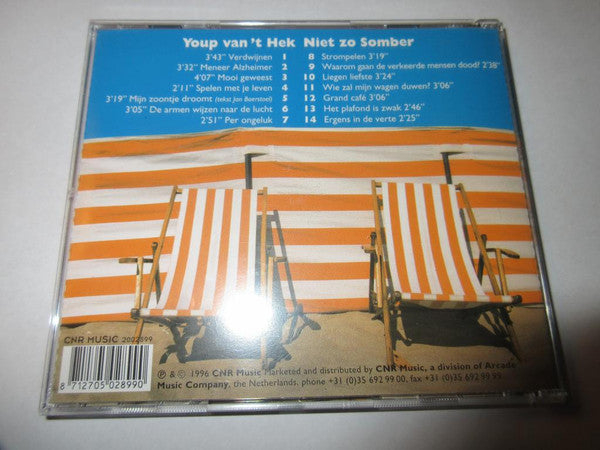 Youp van 't Hek Niet zo Somber
3'43" Verdwijnen 1
3'32" Meneer Alzheimer 2
4'07" Mooi geweest 3
2'11" Spelen met je leven 4
3'19" Mijn zoontje droomt (tekst Jan Boerstoel) 5
3'05" De armen wijzen naar de lucht 6
2'51" Per ongeluk 7
8 Strompelen 3'19"
9 Waarom gaan de verkeerde mensen dood? 2'38"
10 Liegen liefste 3'24"
11 Wie zal mijn wagen duwen? 3'06"
12 Grand café 3'06"
13 Het plafond is zwak 2'46"
14 Ergens in de verte 2'25"
CNR MUSIC 2002899
8 712705 028990
℗ & © 1996 CNR Music Marketed and distributed by CNR Music, a division of Arcade
Music Company, the Netherlands. phone +31 (0)35 692 99 00. fax +31 (0)35 692 99 99